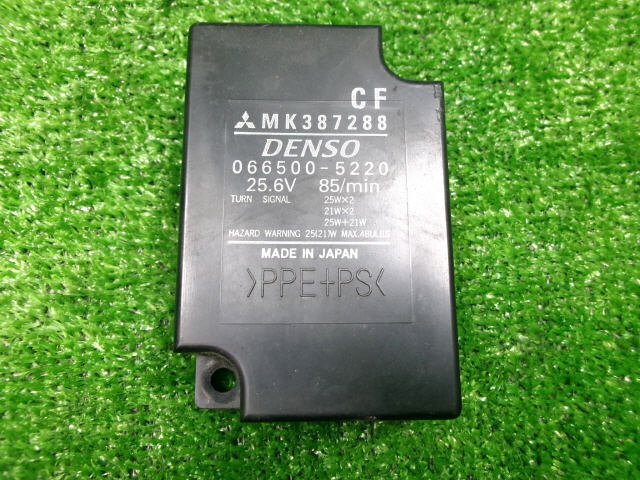 CF
MK387288
DENSO
066500-5220
25.6V 85/min
TURN SIGNAL 25W×2
21W×2
25W+21W
HAZARD WARNING 25(21)W MAX.4BULBS
MADE IN JAPAN
>PPE+PS<